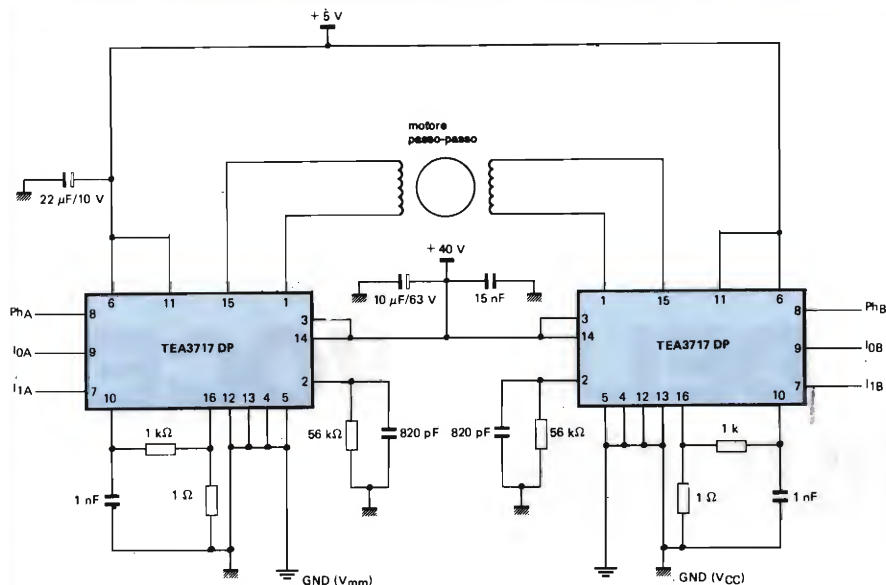 + 5 V
motore
passo-passo
22 µF/10 V
+ 40 V
10 µF/63 V
15 nF
6
11
15
1
PhA
8
I0A
9
I1A
7
TEA3717 DP
3
14
2
10
16
12
13
4
5
1 kΩ
1 nF
1 Ω
56 kΩ
820 pF
GND (Vmm)
1
15
11
6
3
14
2
TEA3717 DP
8
PhB
9
I0B
7
I1B
5
4
12
13
16
10
820 pF
56 kΩ
1 k
1 Ω
1 nF
GND (VCC)